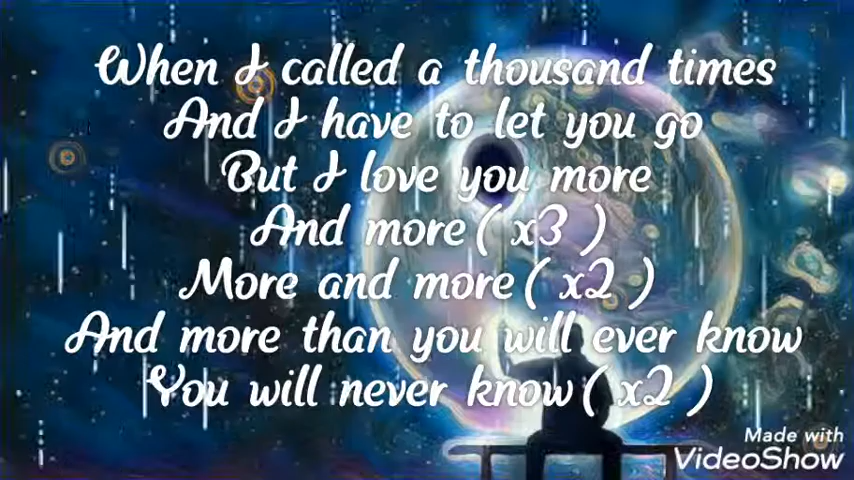 When I called a thousand times
And I have to let you go
But I love you more
And more ( x3 )
More and more ( x2 )
And more than you will ever know
You will never know ( x2 )
Made with
VideoShow